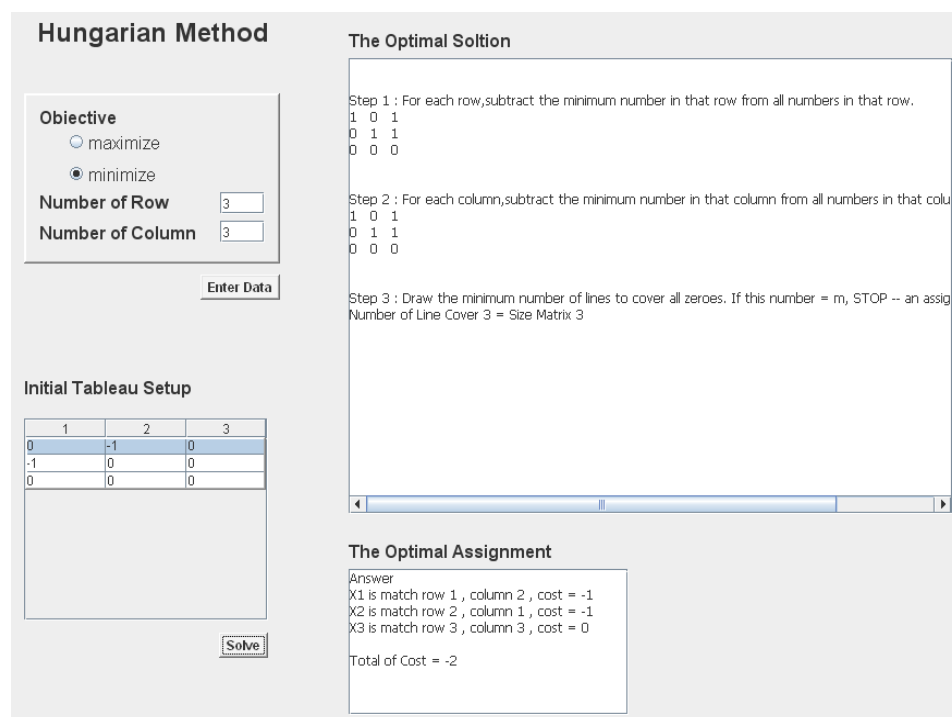 Hungarian Method
Obiective
maximize
minimize
Number of Row 3
Number of Column 3
Enter Data
Initial Tableau Setup
1 2 3
0 -1 0
-1 0 0
0 0 0
Solve
The Optimal Soltion
Step 1 : For each row,subtract the minimum number in that row from all numbers in that row.
1 0 1
0 1 1
0 0 0
Step 2 : For each column,subtract the minimum number in that column from all numbers in that colu
1 0 1
0 1 1
0 0 0
Step 3 : Draw the minimum number of lines to cover all zeroes. If this number = m, STOP -- an assig
Number of Line Cover 3 = Size Matrix 3
The Optimal Assignment
Answer
X1 is match row 1 , column 2 , cost = -1
X2 is match row 2 , column 1 , cost = -1
X3 is match row 3 , column 3 , cost = 0
Total of Cost = -2